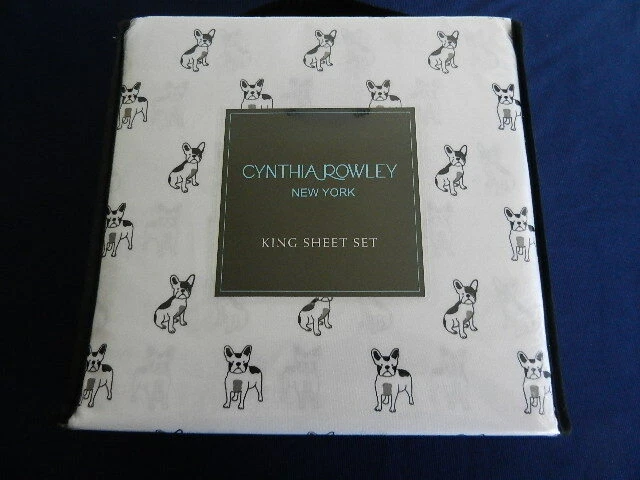 CYNTHIA ROWLEY
NEW YORK
KING SHEET SET